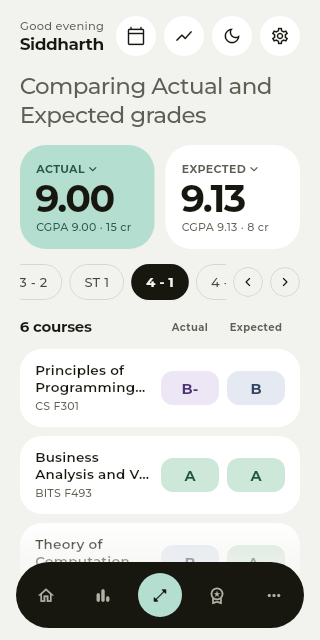 Good evening
Siddharth
Comparing Actual and
Expected grades
ACTUAL
9.00
CGPA 9.00 · 15 cr
EXPECTED
9.13
CGPA 9.13 · 8 cr
3 - 2 ST 1 4 - 1 4 -
6 courses Actual Expected
Principles of
Programming...
CS F301
B- B
Business
Analysis and V...
BITS F493
A A
Theory of
Computation
B A